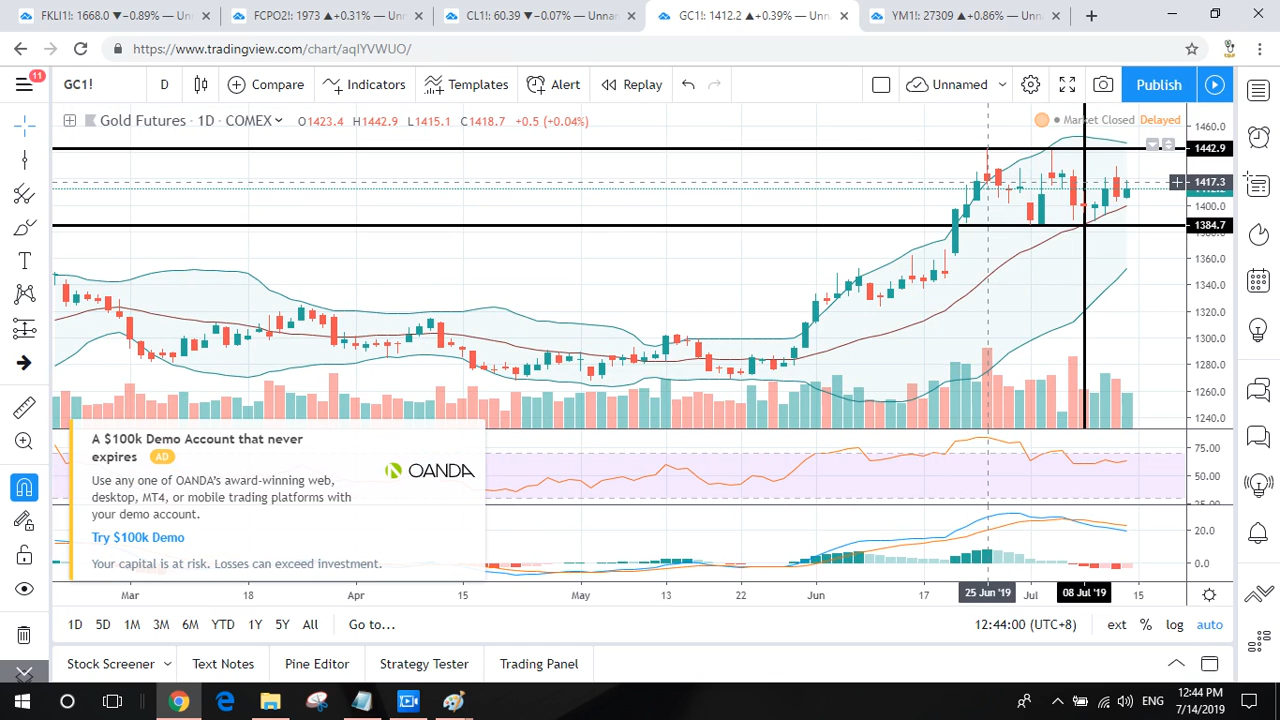 FKLI1!: 1668.0 ▼−0.89% — Unnam
FCPO2!: 1973 ▲+0.31% — Unnam
CL1!: 60.39 ▼−0.07% — Unnam
GC1!: 1412.2 ▲+0.39% — Unn
YM1!: 27309 ▲+0.86% — Unna
https://www.tradingview.com/chart/aqlYVWUO/
11
GC1!
D
Compare
Indicators
Templates
Alert
Replay
Unnamed
Publish
Gold Futures · 1D · COMEX
O1423.4 H1442.9 L1415.1 C1418.7 +0.5 (+0.04%)
Market Closed
Delayed
1460.0
1442.9
1417.3
1400.0
1384.7
1360.0
1340.0
1320.0
1300.0
1280.0
1260.0
1240.0
75.00
50.00
25.00
20.0
0.0
A $100k Demo Account that never
expires AD
OANDA
Use any one of OANDA's award-winning web,
desktop, MT4, or mobile trading platforms with
your demo account.
Try $100k Demo
Your capital is at risk. Losses can exceed investment.
Mar 18 Apr 15 May 13 22 Jun 17 25 Jun '19 Jul 08 Jul '19 15
1D 5D 1M 3M 6M YTD 1Y 5Y All Go to...
12:44:00 (UTC+8) ext % log auto
Stock Screener Text Notes Pine Editor Strategy Tester Trading Panel
ENG
12:44 PM
7/14/2019